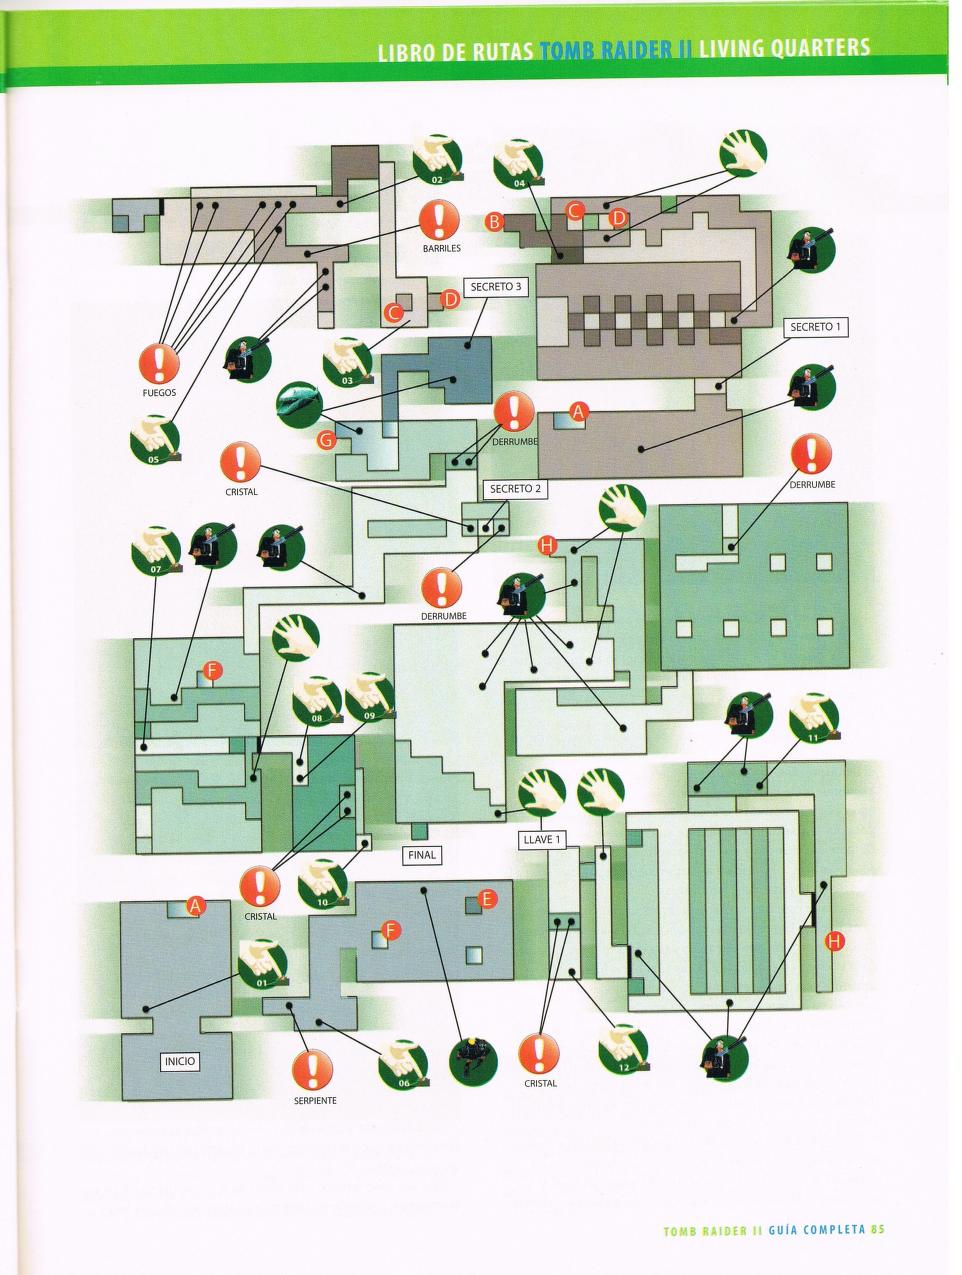 LIBRO DE RUTAS TOMB RAIDER II LIVING QUARTERS
02
04
B
C
D
BARRILES
SECRETO 3
C
D
SECRETO 1
03
FUEGOS
A
G
DERRUMBE
05
CRISTAL
DERRUMBE
SECRETO 2
07
H
DERRUMBE
F
08
09
11
LLAVE 1
FINAL
10
CRISTAL
A
E
F
H
01
INICIO
06
12
CRISTAL
SERPIENTE
TOMB RAIDER II GUÍA COMPLETA 85